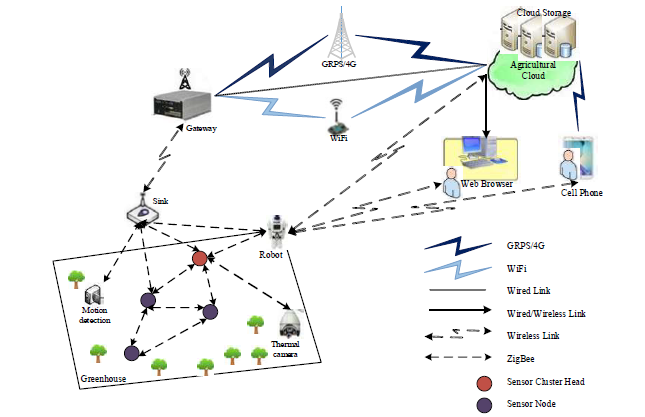 Cloud Storage
GRPS/4G
Agricultural
Cloud
Gateway
WiFi
Web Browser
Cell Phone
Sink
Robot
GRPS/4G
WiFi
Wired Link
Wired/Wireless Link
Wireless Link
ZigBee
Sensor Cluster Head
Sensor Node
Motion
detection
Thermal
camera
Greenhouse